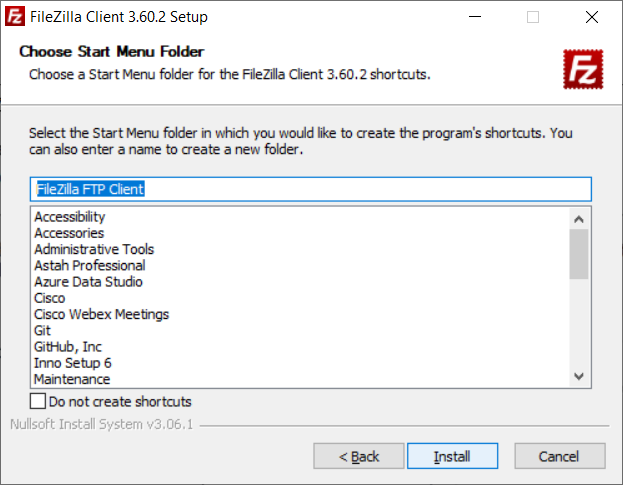 FileZilla Client 3.60.2 Setup
Choose Start Menu Folder
Choose a Start Menu folder for the FileZilla Client 3.60.2 shortcuts.
Fz
Select the Start Menu folder in which you would like to create the program's shortcuts. You
can also enter a name to create a new folder.
FileZilla FTP Client
Accessibility
Accessories
Administrative Tools
Astah Professional
Azure Data Studio
Cisco
Cisco Webex Meetings
Git
GitHub, Inc
Inno Setup 6
Maintenance
Do not create shortcuts
Nullsoft Install System v3.06.1
< Back
Install
Cancel